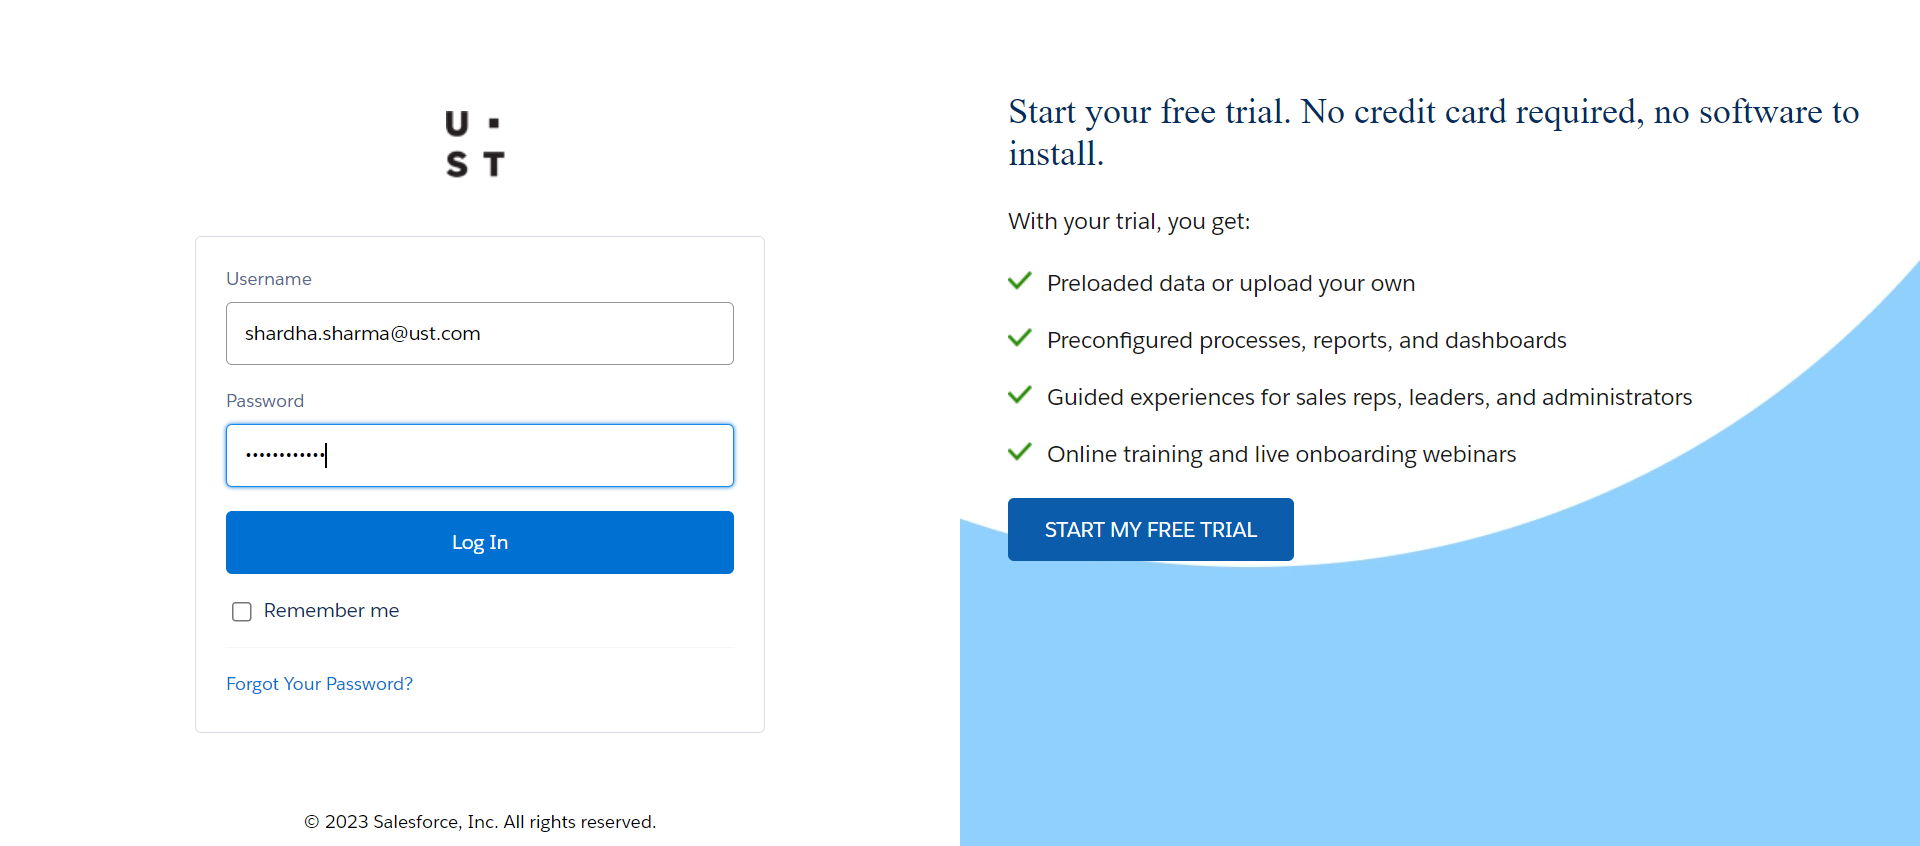 U
ST
Username
shardha.sharma@ust.com
Password
••••••••••••
Log In
Remember me
Forgot Your Password?
© 2023 Salesforce, Inc. All rights reserved.
Start your free trial. No credit card required, no software to
install.
With your trial, you get:
Preloaded data or upload your own
Preconfigured processes, reports, and dashboards
Guided experiences for sales reps, leaders, and administrators
Online training and live onboarding webinars
START MY FREE TRIAL